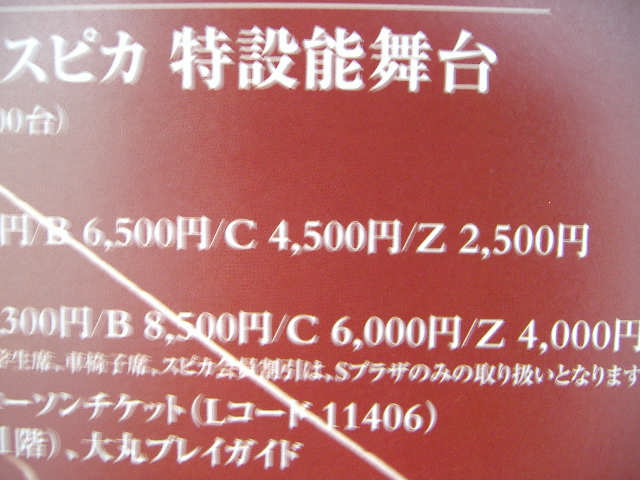 スピカ 特設能舞台
00台)
円/B 6,500円/C 4,500円/Z 2,500円
,300円/B 8,500円/C 6,000円/Z 4,000円
学生席、車椅子席、スピカ会員割引は、Sプラザのみの取り扱いとなります
ーソンチケット(Lコード 11406)
1階)、大丸プレイガイド